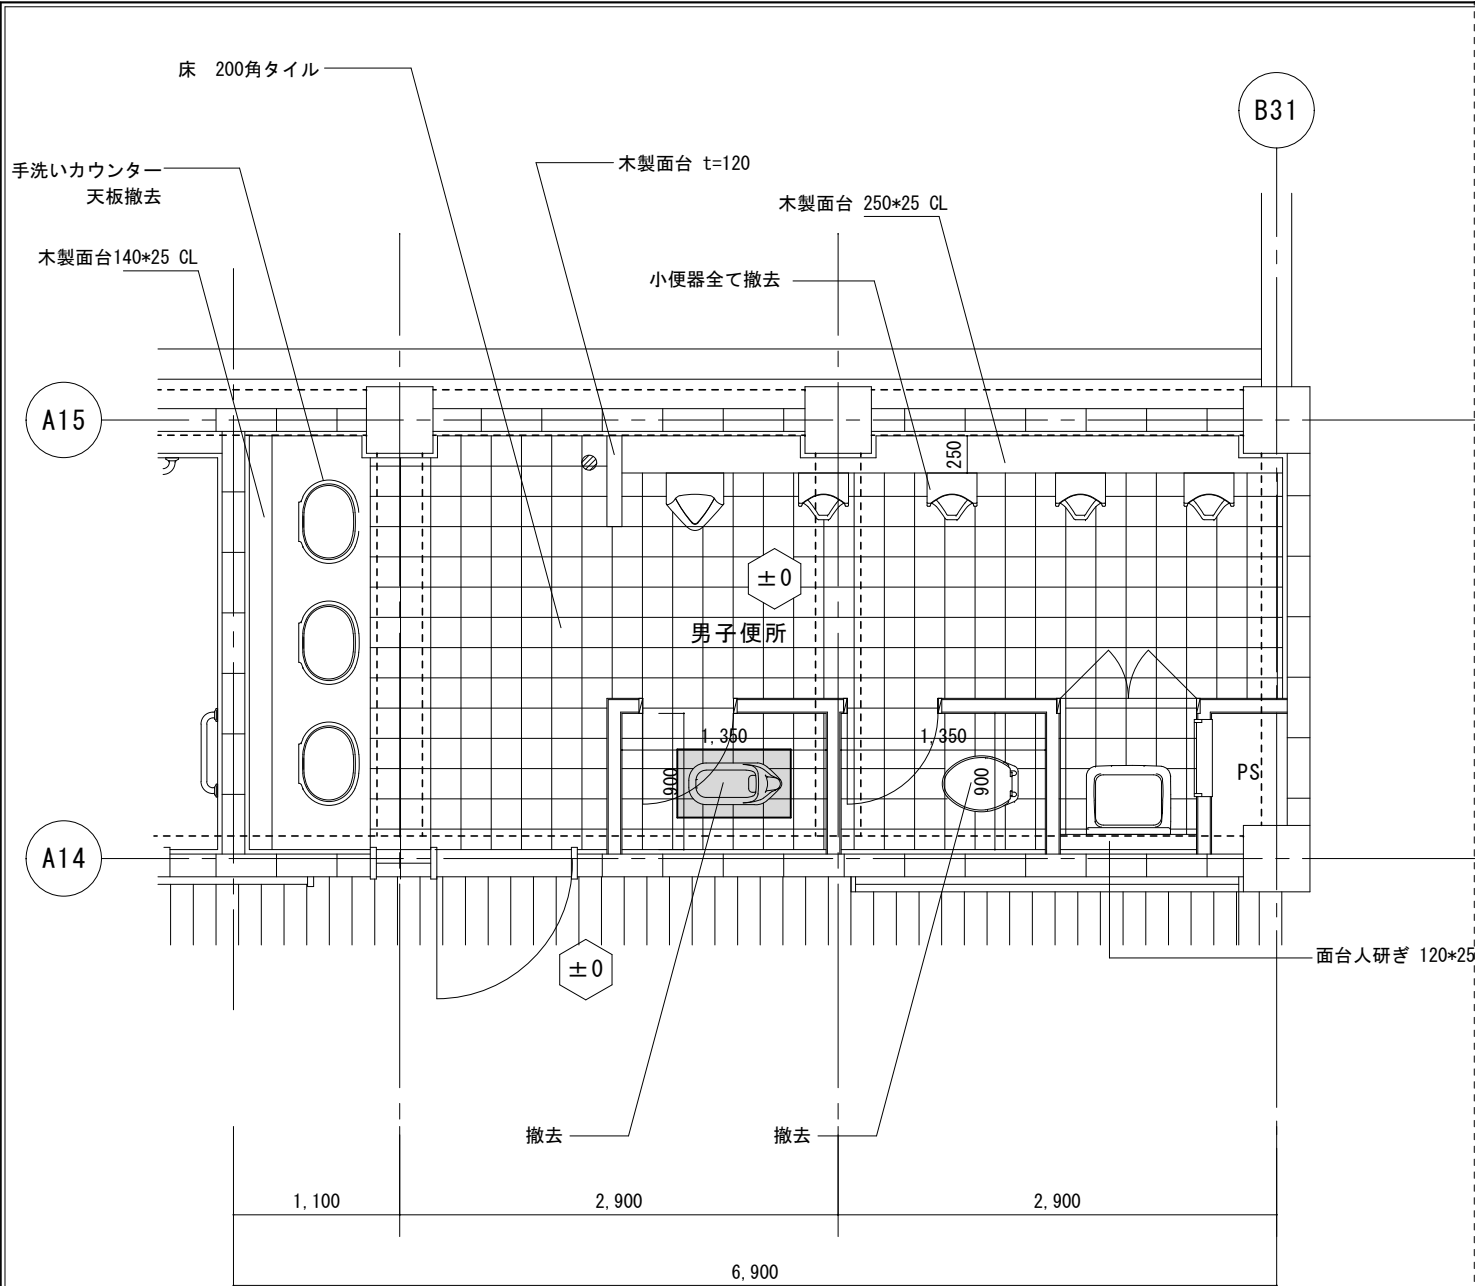 床　200角タイル
B31
手洗いカウンター
天板撤去
木製面台 t=120
木製面台 250*25 CL
木製面台140*25 CL
小便器全て撤去
A15
250
±0
男子便所
1,350
1,350
900
900
PS
A14
±0
面台人研ぎ 120*25
撤去
撤去
1,100
2,900
2,900
6,900